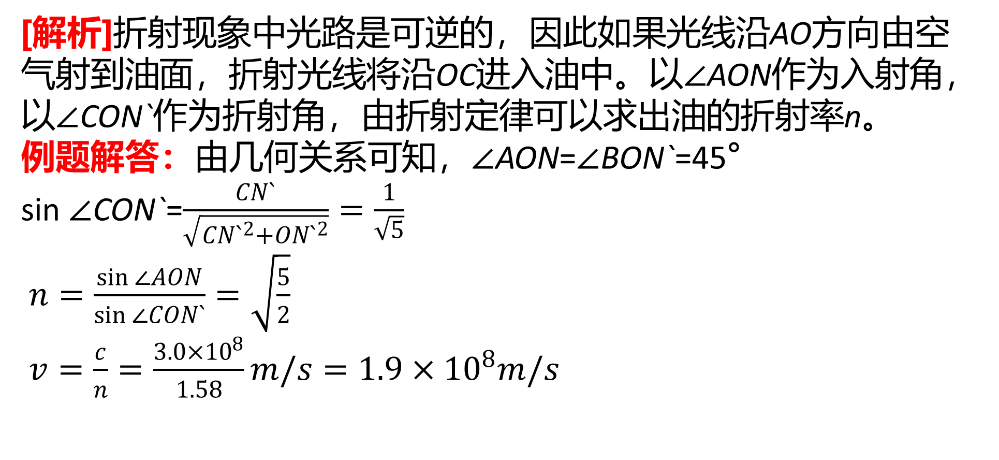 [解析]折射现象中光路是可逆的，因此如果光线沿AO方向由空
气射到油面，折射光线将沿OC进入油中。以∠AON作为入射角，
以∠CON`作为折射角，由折射定律可以求出油的折射率n。
例题解答：由几何关系可知，∠AON=∠BON`=45°
sin ∠CON`=\frac{CN`}{\sqrt{CN`^2+ON`^2}} = \frac{1}{\sqrt{5}}
n = \frac{sin ∠AON}{sin ∠CON`} = \sqrt{\frac{5}{2}}
v = \frac{c}{n} = \frac{3.0×10^8}{1.58} m/s = 1.9 × 10^8 m/s